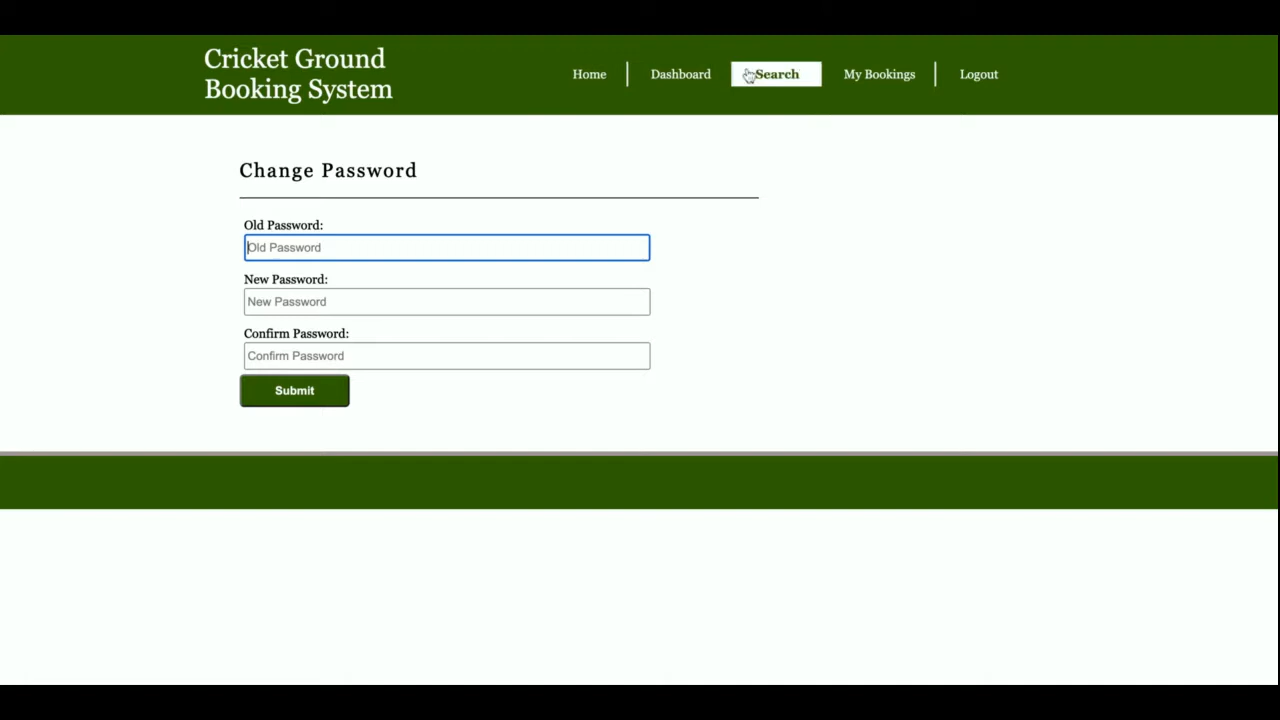 Cricket Ground
Booking System
Home
Dashboard
Search
My Bookings
Logout
Change Password
Old Password:
Old Password
New Password:
New Password
Confirm Password:
Confirm Password
Submit